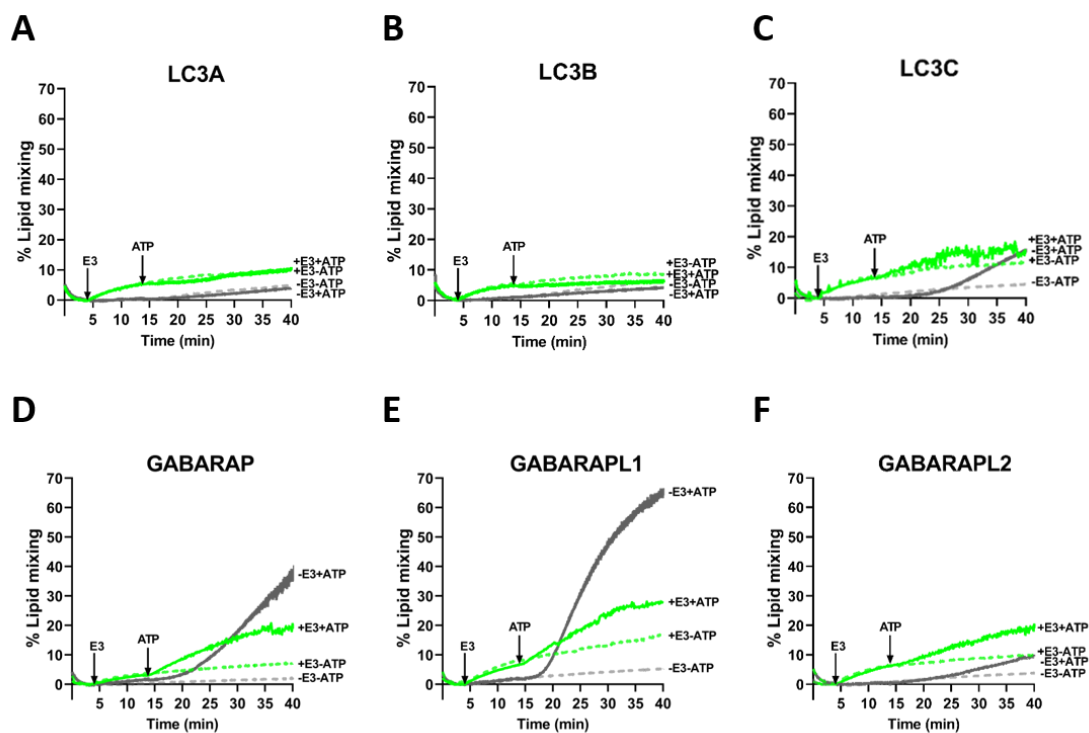 A
LC3A
% Lipid mixing
70
60
50
40
30
20
10
0
E3
ATP
+E3+ATP
+E3-ATP
-E3-ATP
-E3+ATP
5 10 15 20 25 30 35 40
Time (min)
B
LC3B
% Lipid mixing
70
60
50
40
30
20
10
0
E3
ATP
+E3-ATP
+E3+ATP
-E3-ATP
-E3+ATP
5 10 15 20 25 30 35 40
Time (min)
C
LC3C
% Lipid mixing
70
60
50
40
30
20
10
0
E3
ATP
+E3+ATP
-E3+ATP
+E3-ATP
-E3-ATP
5 10 15 20 25 30 35 40
Time (min)
D
GABARAP
% Lipid mixing
70
60
50
40
30
20
10
0
E3
ATP
-E3+ATP
+E3+ATP
+E3-ATP
-E3-ATP
5 10 15 20 25 30 35 40
Time (min)
E
GABARAPL1
% Lipid mixing
70
60
50
40
30
20
10
0
E3
ATP
-E3+ATP
+E3+ATP
+E3-ATP
-E3-ATP
5 10 15 20 25 30 35 40
Time (min)
F
GABARAPL2
% Lipid mixing
70
60
50
40
30
20
10
0
E3
ATP
+E3+ATP
+E3-ATP
-E3+ATP
-E3-ATP
5 10 15 20 25 30 35 40
Time (min)